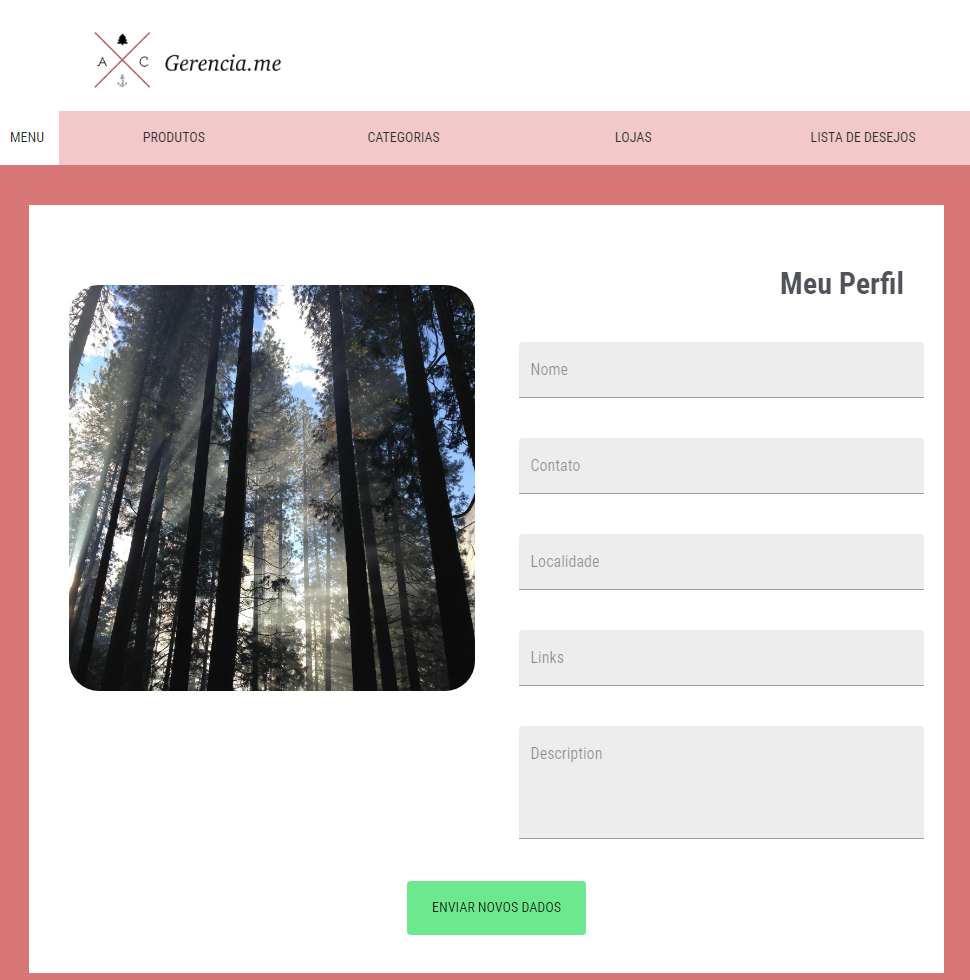 A C Gerencia.me
MENU PRODUTOS CATEGORIAS LOJAS LISTA DE DESEJOS
Meu Perfil
Nome
Contato
Localidade
Links
Description
ENVIAR NOVOS DADOS